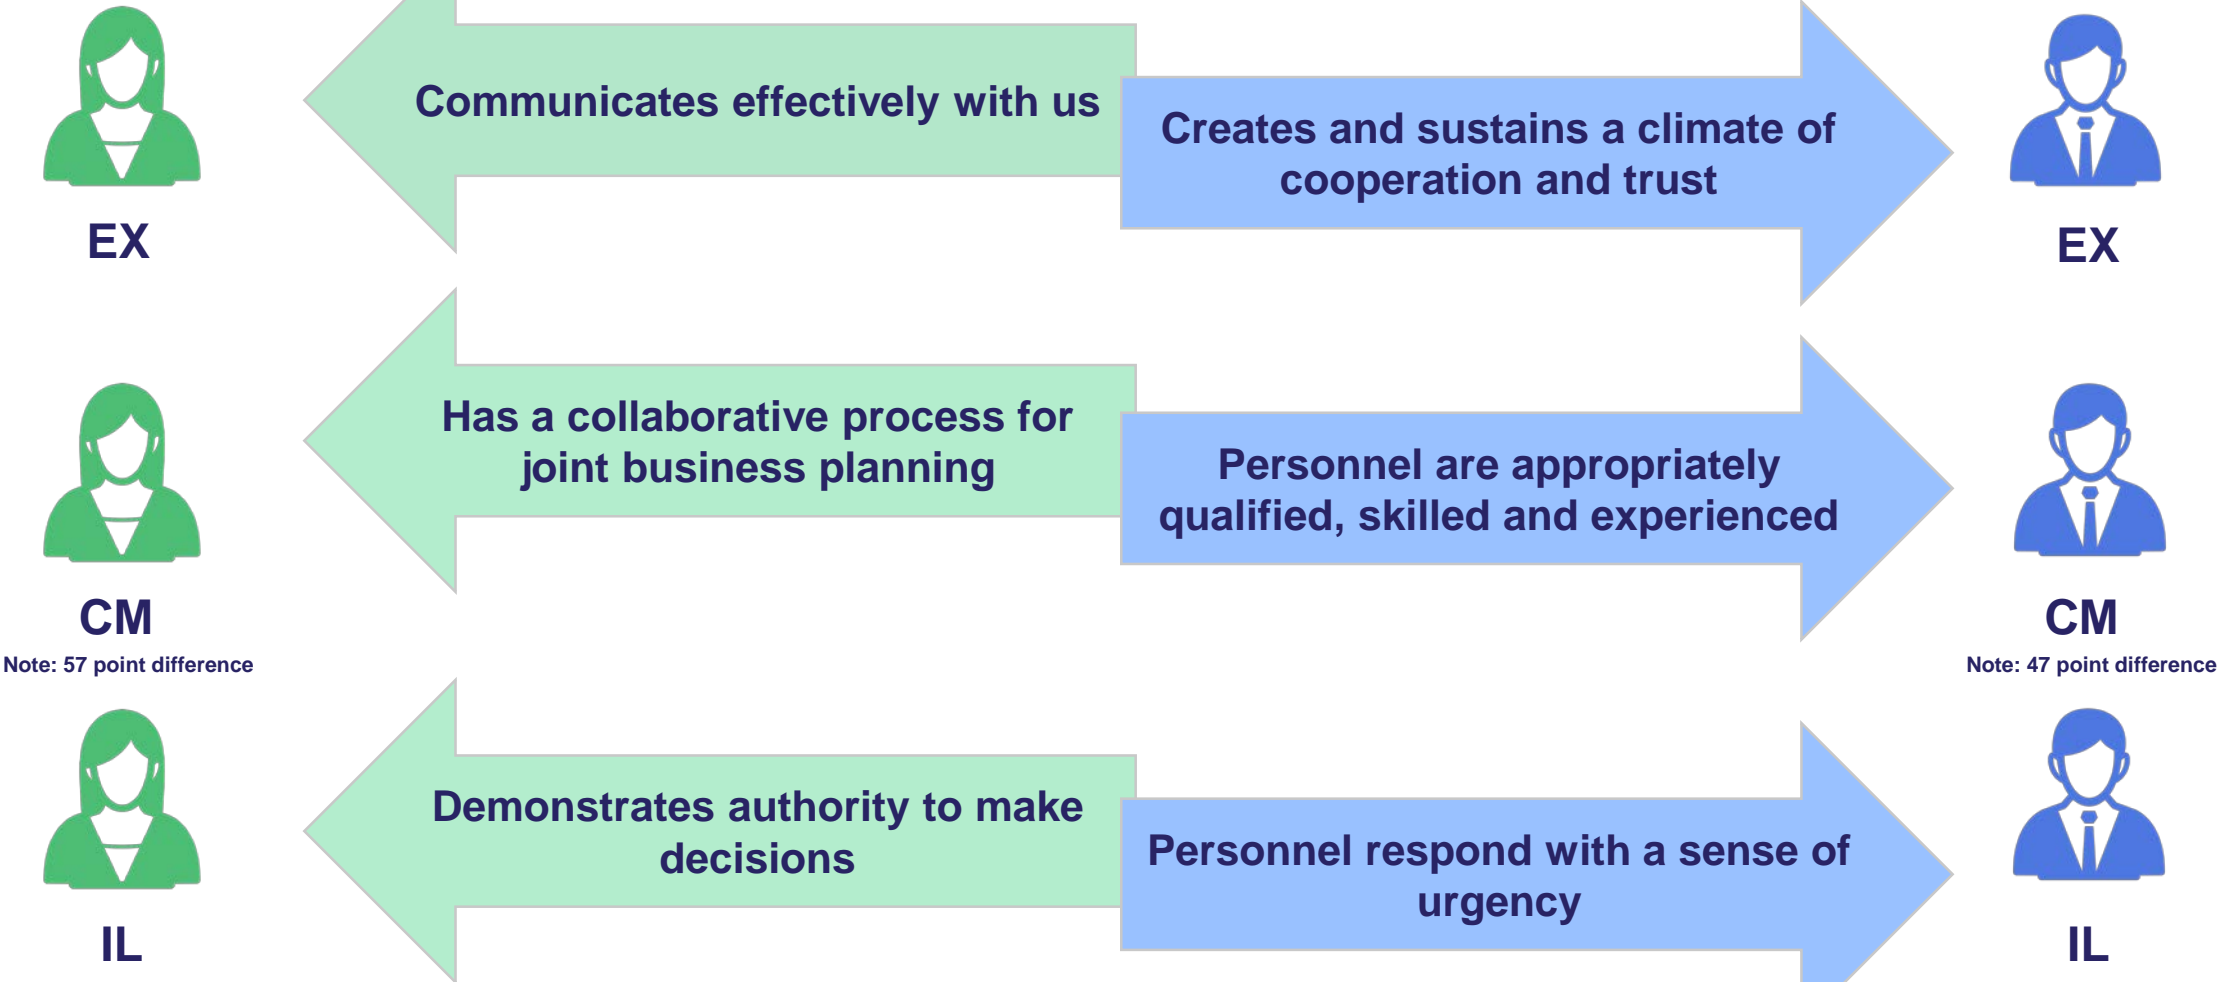 Communicates effectively with us
Creates and sustains a climate of
cooperation and trust
EX
EX
Has a collaborative process for
joint business planning
Personnel are appropriately
qualified, skilled and experienced
CM
Note: 57 point difference
CM
Note: 47 point difference
Demonstrates authority to make
decisions
Personnel respond with a sense of
urgency
IL
IL